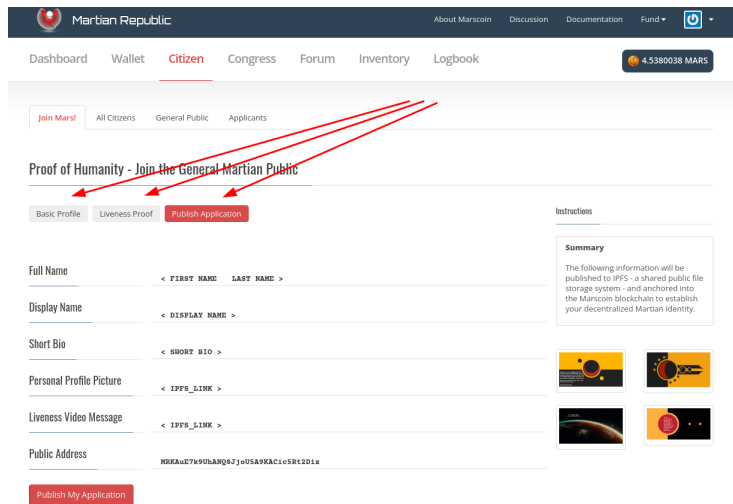 Martian Republic
About Marscoin Discussion Documentation Fund
Dashboard Wallet Citizen Congress Forum Inventory Logbook
4.5380038 MARS
Join Mars! All Citizens General Public Applicants
Proof of Humanity - Join the General Martian Public
Basic Profile Liveness Proof Publish Application
Instructions
Summary
The following information will be
published to IPFS - a shared public file
storage system - and anchored into
the Marscoin blockchain to establish
your decentralized Martian Identity.
Full Name
< FIRST NAME LAST NAME >
Display Name
< DISPLAY NAME >
Short Bio
< SHORT BIO >
Personal Profile Picture
< IPFS_LINK >
Liveness Video Message
< IPFS_LINK >
Public Address
MRKAuE7k9UhANQ8JjoU5A9KACic5Rt2D1z
Publish My Application